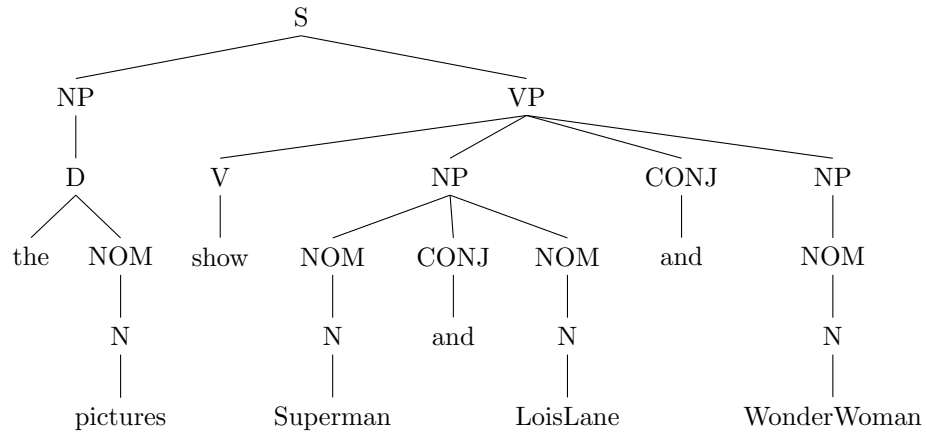 S
NP VP
D V NP CONJ NP
the NOM show NOM CONJ NOM and NOM
N N and N N
pictures Superman LoisLane WonderWoman